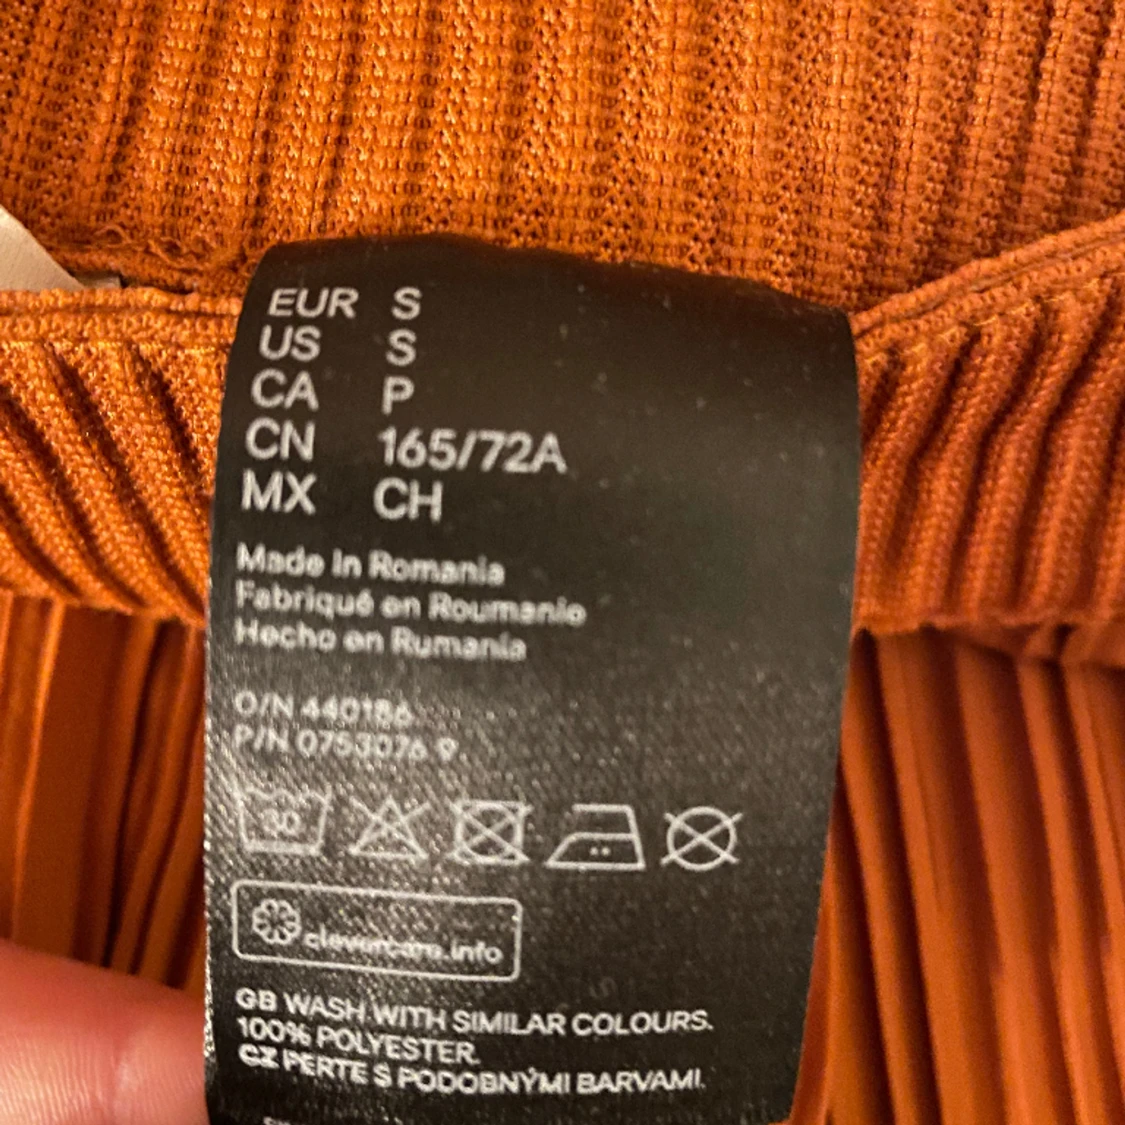 EUR S
US S
CA P
CN 165/72A
MX CH
Made in Romania
Fabriqué en Roumanie
Hecho en Rumania
O/N 440186
P/N 0753076 9
30
clevercare.info
GB WASH WITH SIMILAR COLOURS.
100% POLYESTER.
CZ PERTE S PODOBNÝMI BARVAMI.